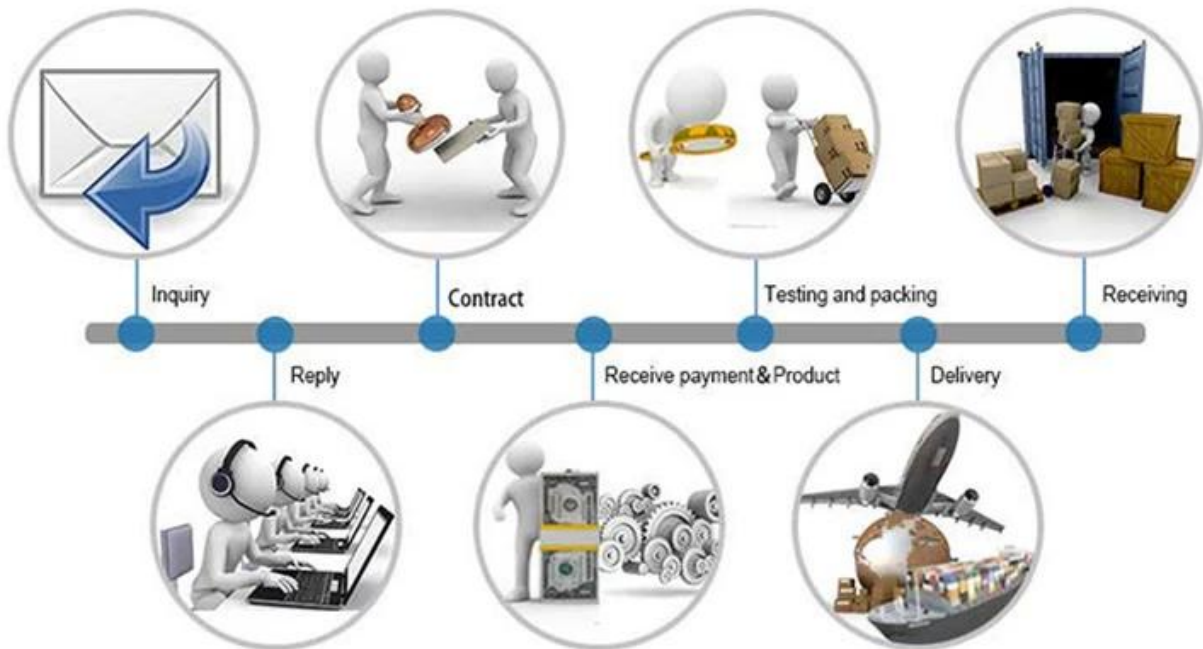 Inquiry
Contract
Testing and packing
Receiving
Reply
Receive payment&Product
Delivery